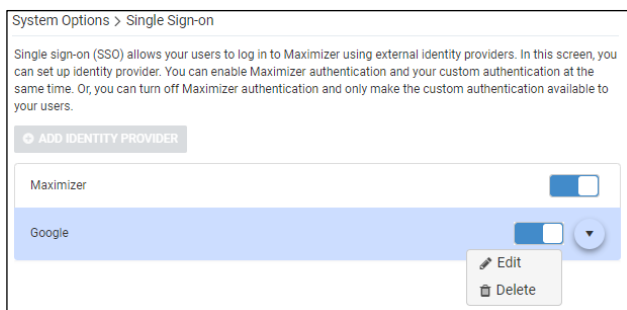 System Options > Single Sign-on
Single sign-on (SSO) allows your users to log in to Maximizer using external identity providers. In this screen, you
can set up identity provider. You can enable Maximizer authentication and your custom authentication at the
same time. Or, you can turn off Maximizer authentication and only make the custom authentication available to
your users.
ADD IDENTITY PROVIDER
Maximizer
Google
Edit
Delete